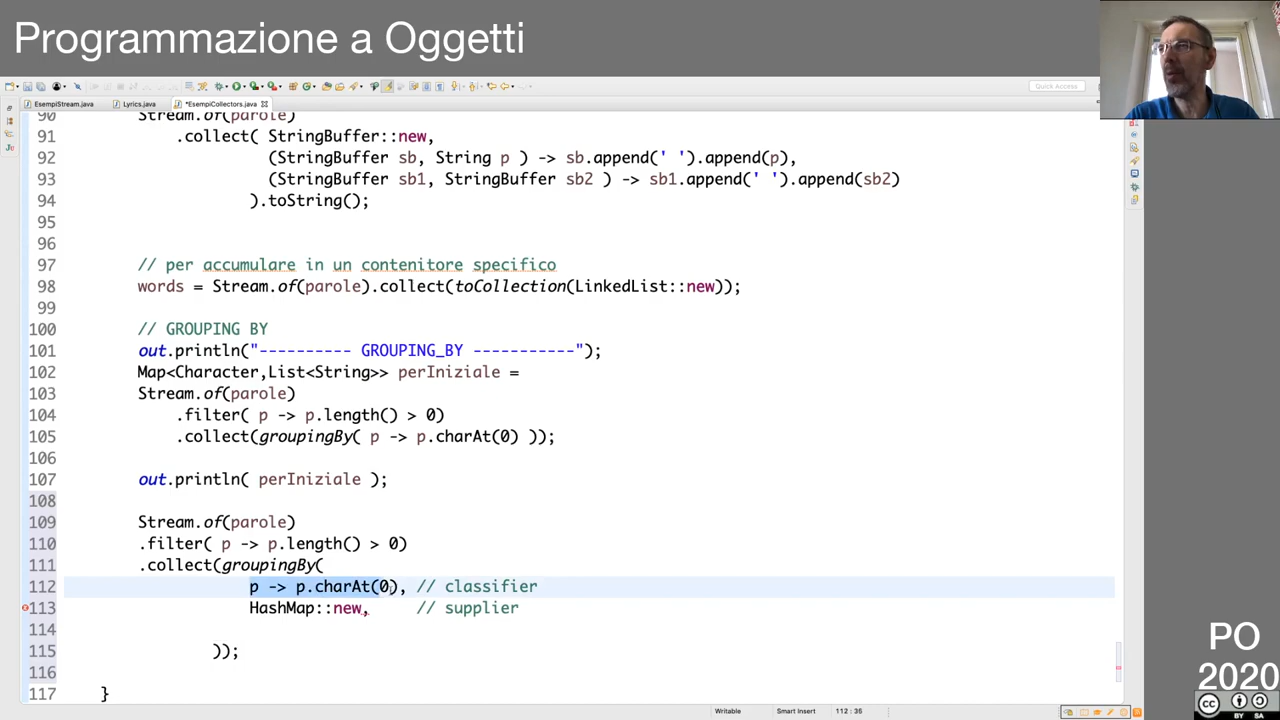 Programmazione a Oggetti
Quick Access
EsempiStream.java
Lyrics.java
*EsempiCollectors.java
90 Stream.of(parole)
91 .collect( StringBuffer::new,
92 (StringBuffer sb, String p ) -> sb.append(' ').append(p),
93 (StringBuffer sb1, StringBuffer sb2 ) -> sb1.append(' ').append(sb2)
94 ).toString();
95
96
97 // per accumulare in un contenitore specifico
98 words = Stream.of(parole).collect(toCollection(LinkedList::new));
99
100 // GROUPING BY
101 out.println("---------- GROUPING_BY -----------");
102 Map<Character,List<String>> perIniziale =
103 Stream.of(parole)
104 .filter( p -> p.length() > 0)
105 .collect(groupingBy( p -> p.charAt(0) ));
106
107 out.println( perIniziale );
108
109 Stream.of(parole)
110 .filter( p -> p.length() > 0)
111 .collect(groupingBy(
112 p -> p.charAt(0), // classifier
113 HashMap::new, // supplier
114
115 ));
116
117 }
PO
2020
Writable
Smart Insert
112 : 36
cc
BY SA